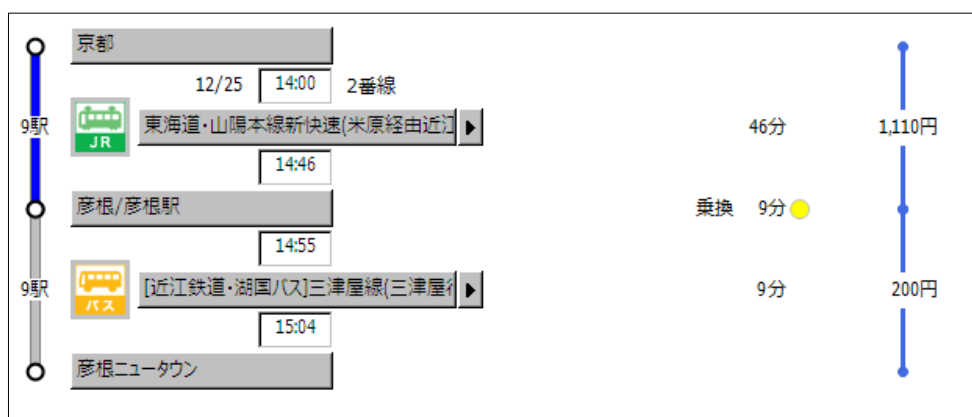 京都
12/25 14:00 2番線
9駅 JR 東海道・山陽本線新快速(米原経由近江 46分 1,110円
14:46
彦根/彦根駅 乗換 9分
14:55
9駅 バス [近江鉄道・湖国バス]三津屋線(三津屋行 9分 200円
15:04
彦根ニュータウン